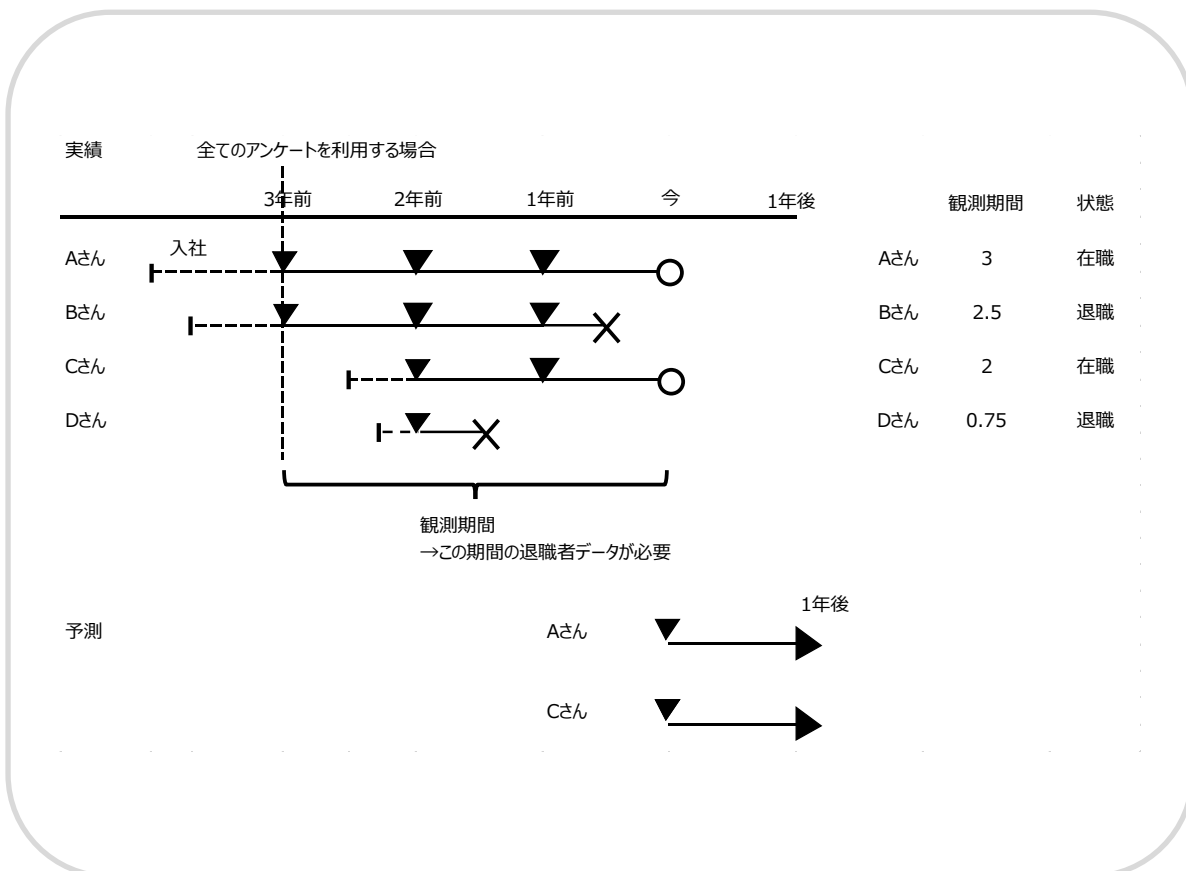 実績 全てのアンケートを利用する場合
3年前 2年前 1年前 今 1年後 観測期間 状態
入社
Aさん Aさん 3 在職
Bさん Bさん 2.5 退職
Cさん Cさん 2 在職
Dさん Dさん 0.75 退職
観測期間
→この期間の退職者データが必要
1年後
予測 Aさん
Cさん